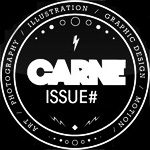 ART / PHOTOGRAPHY / ILLUSTRATION / GRAPHIC DESIGN / MOTION /
CARNE
ISSUE#